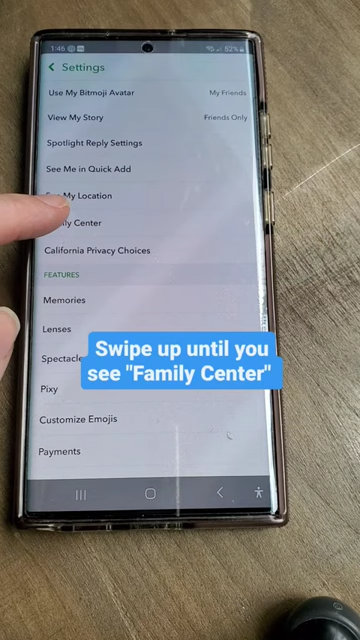 1:46
52%
Settings
Use My Bitmoji Avatar My Friends
View My Story Friends Only
Spotlight Reply Settings
See Me in Quick Add
My Location
Center
California Privacy Choices
FEATURES
Memories
Lenses
Swipe up until you
see "Family Center"
Pixy
Customize Emojis
Payments